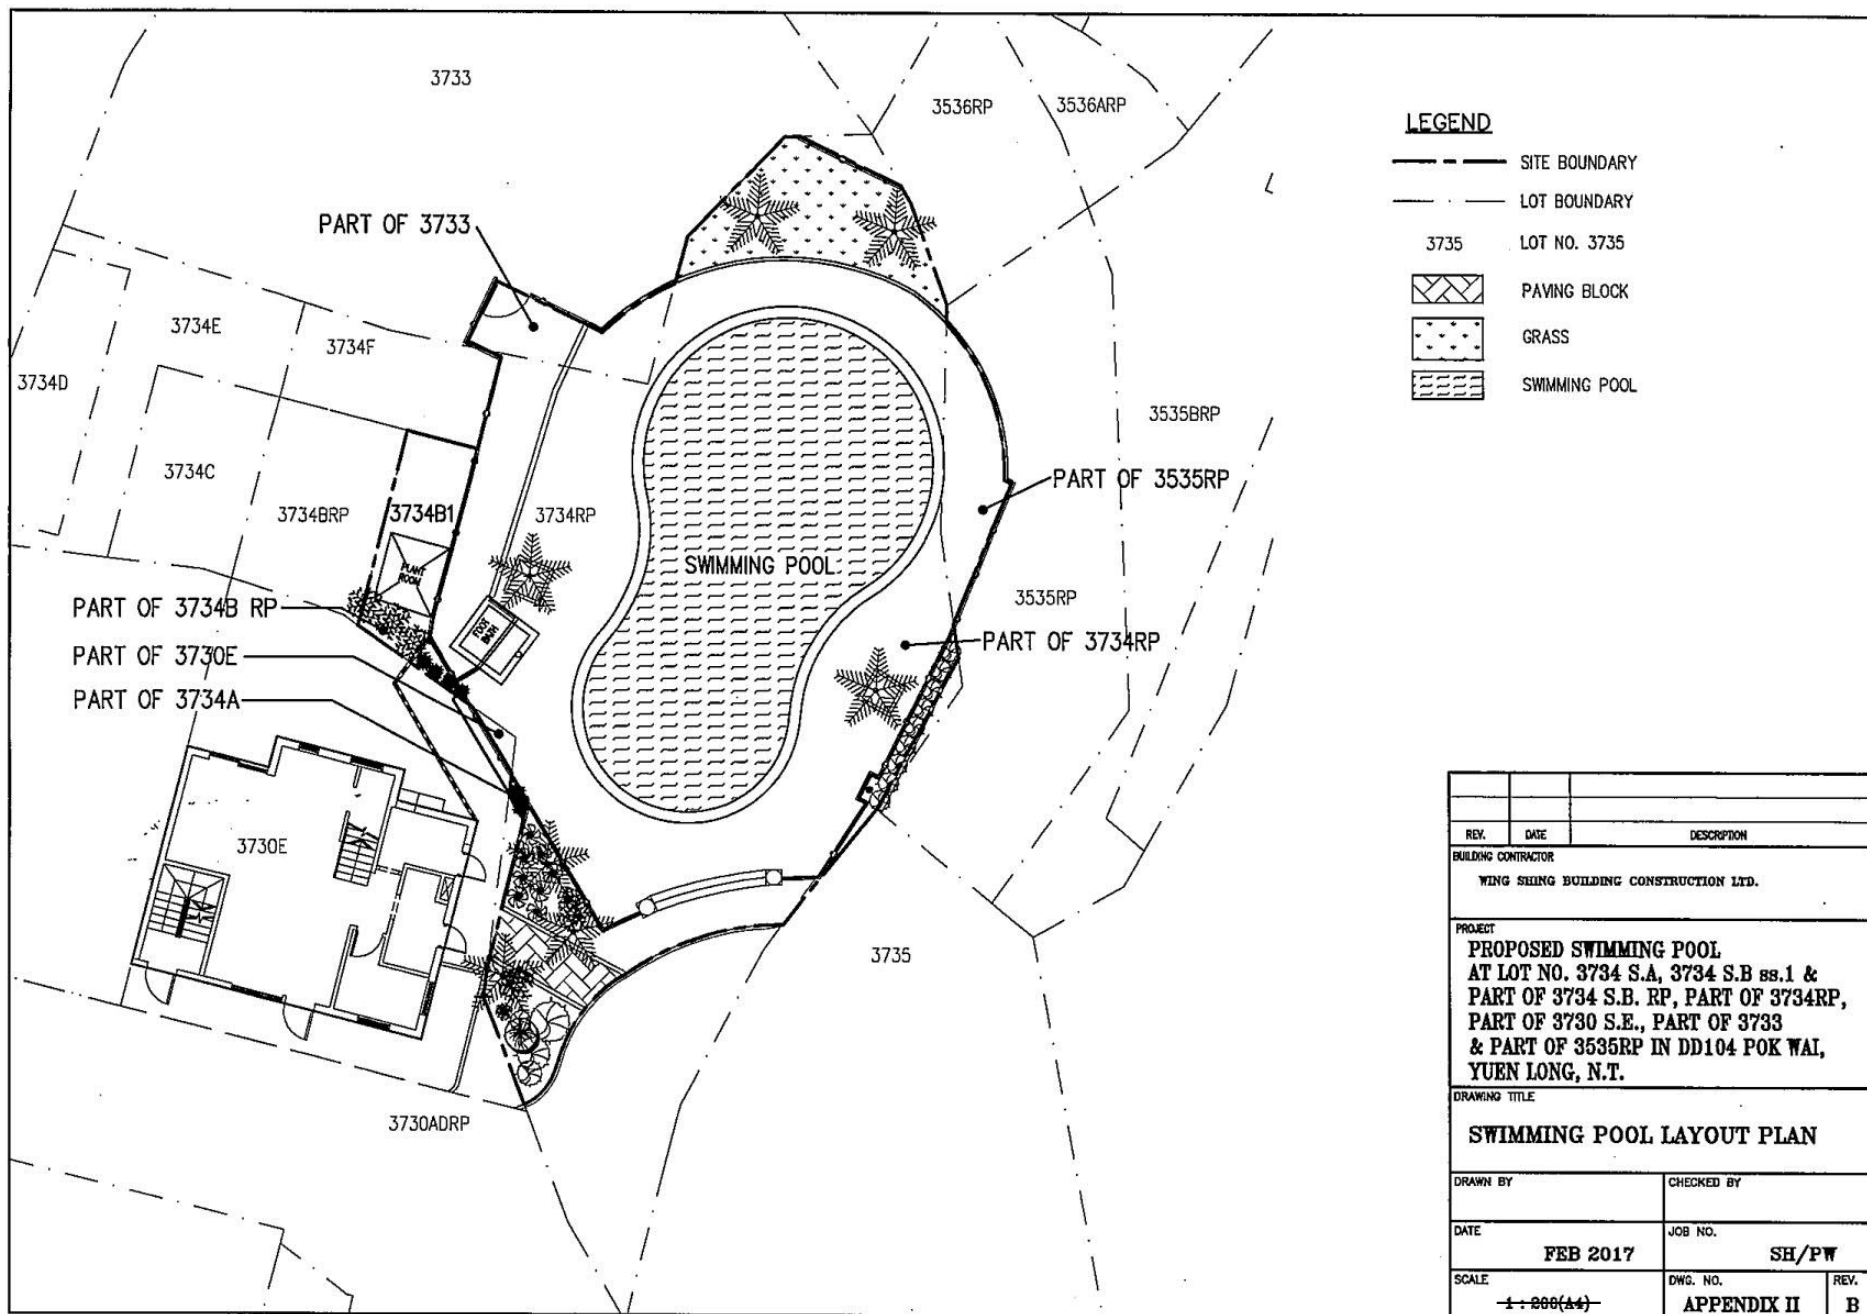 3733
3536RP
3536ARP
LEGEND
SITE BOUNDARY
LOT BOUNDARY
3735 LOT NO. 3735
PAVING BLOCK
GRASS
SWIMMING POOL
PART OF 3733
3734E
3734F
3734D
3535BRP
3734C
PART OF 3535RP
3734BRP
3734B1
3734RP
PLANT
ROOM
SWIMMING POOL
3535RP
PART OF 3734B RP
FOOT
BATH
PART OF 3734RP
PART OF 3730E
PART OF 3734A
3730E
3735
3730ADRP
REV. DATE DESCRIPTION
BUILDING CONTRACTOR
WING SHING BUILDING CONSTRUCTION LTD.
PROJECT
PROPOSED SWIMMING POOL
AT LOT NO. 3734 S.A, 3734 S.B ss.1 &
PART OF 3734 S.B. RP, PART OF 3734RP,
PART OF 3730 S.E., PART OF 3733
& PART OF 3535RP IN DD104 POK WAI,
YUEN LONG, N.T.
DRAWING TITLE
SWIMMING POOL LAYOUT PLAN
DRAWN BY CHECKED BY
DATE JOB NO.
FEB 2017 SH/PW
SCALE DWG. NO. REV.
1 : 200(A4) APPENDIX II B